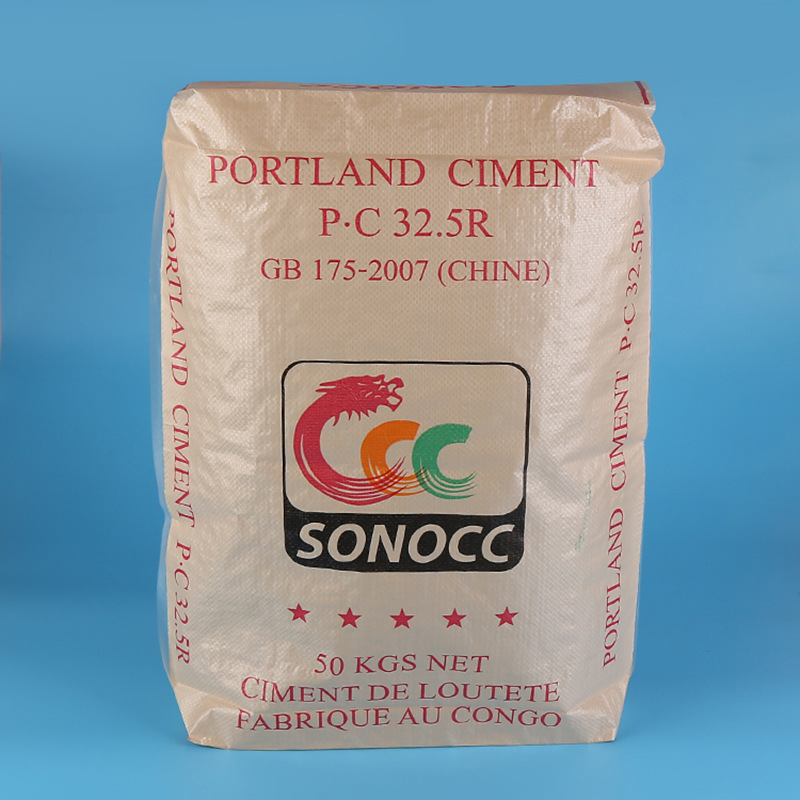 PORTLAND CIMENT
P·C 32.5R
GB 175-2007 (CHINE)
PORTLAND CIMENT P·C 32.5R
PORTLAND CIMENT P·C 32.5R
SONOCC
50 KGS NET
CIMENT DE LOUTETE
FABRIQUE AU CONGO